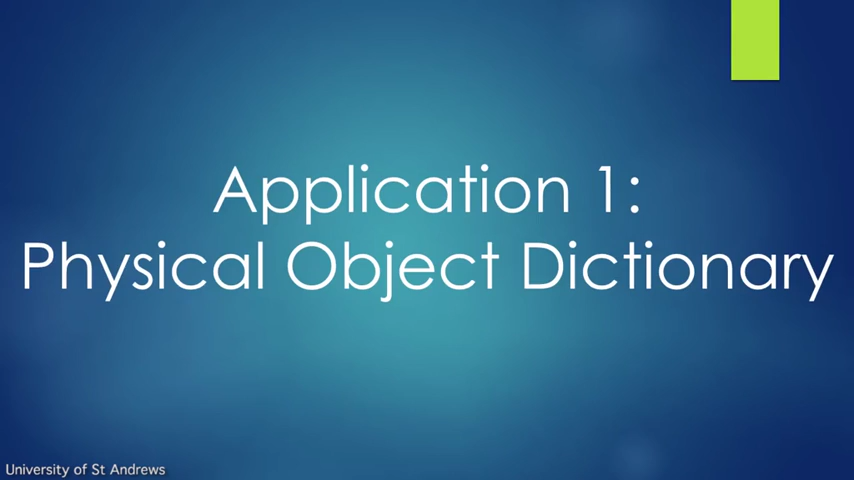 Application 1:
Physical Object Dictionary
University of St Andrews